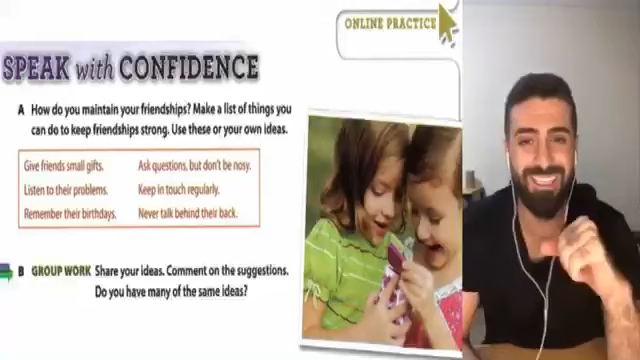 ONLINE PRACTICE
SPEAK with CONFIDENCE
A How do you maintain your friendships? Make a list of things you
can do to keep friendships strong. Use these or your own ideas.
Give friends small gifts. Ask questions, but don't be nosy.
Listen to their problems. Keep in touch regularly.
Remember their birthdays. Never talk behind their back.
B GROUP WORK Share your ideas. Comment on the suggestions.
Do you have many of the same ideas?